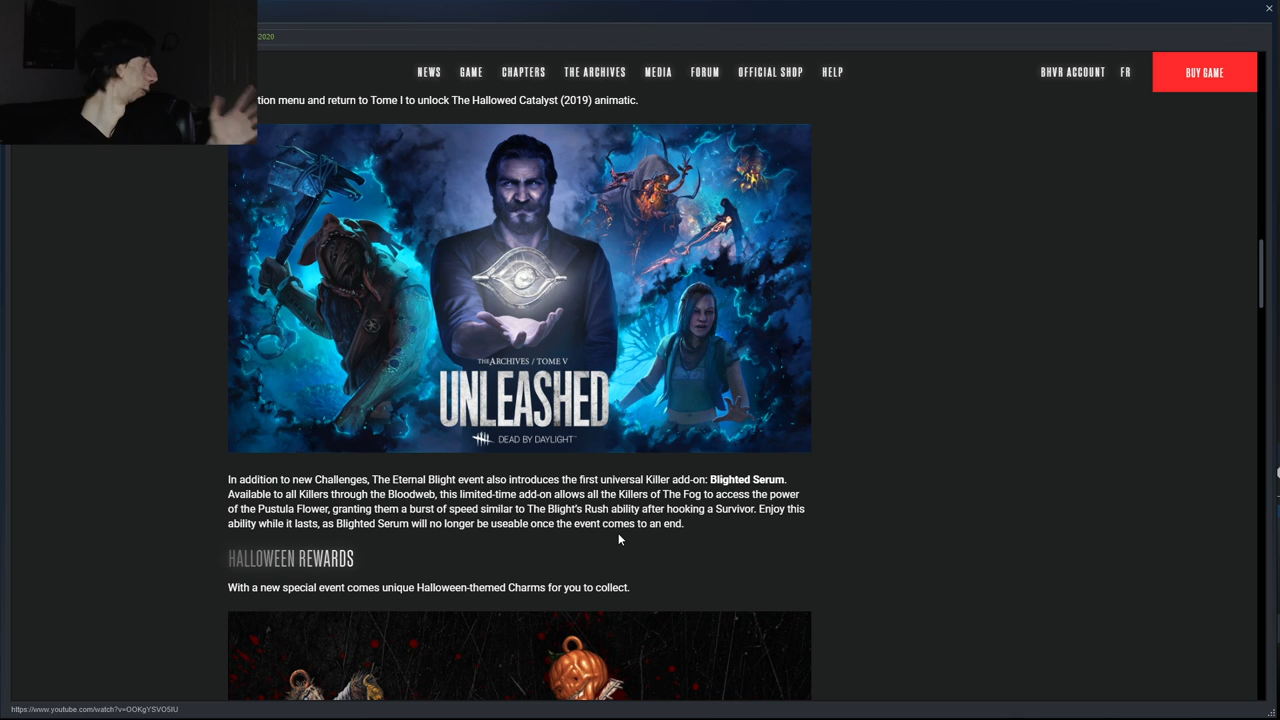 2020
NEWS GAME CHAPTERS THE ARCHIVES MEDIA FORUM OFFICIAL SHOP HELP BHVR ACCOUNT FR BUY GAME
tion menu and return to Tome I to unlock The Hallowed Catalyst (2019) animatic.
THE ARCHIVES / TOME V
UNLEASHED
DEAD BY DAYLIGHT™
In addition to new Challenges, The Eternal Blight event also introduces the first universal Killer add-on: Blighted Serum.
Available to all Killers through the Bloodweb, this limited-time add-on allows all the Killers of The Fog to access the power
of the Pustula Flower, granting them a burst of speed similar to The Blight's Rush ability after hooking a Survivor. Enjoy this
ability while it lasts, as Blighted Serum will no longer be useable once the event comes to an end.
HALLOWEEN REWARDS
With a new special event comes unique Halloween-themed Charms for you to collect.
https://www.youtube.com/watch?v=OOKgYSVO5IU